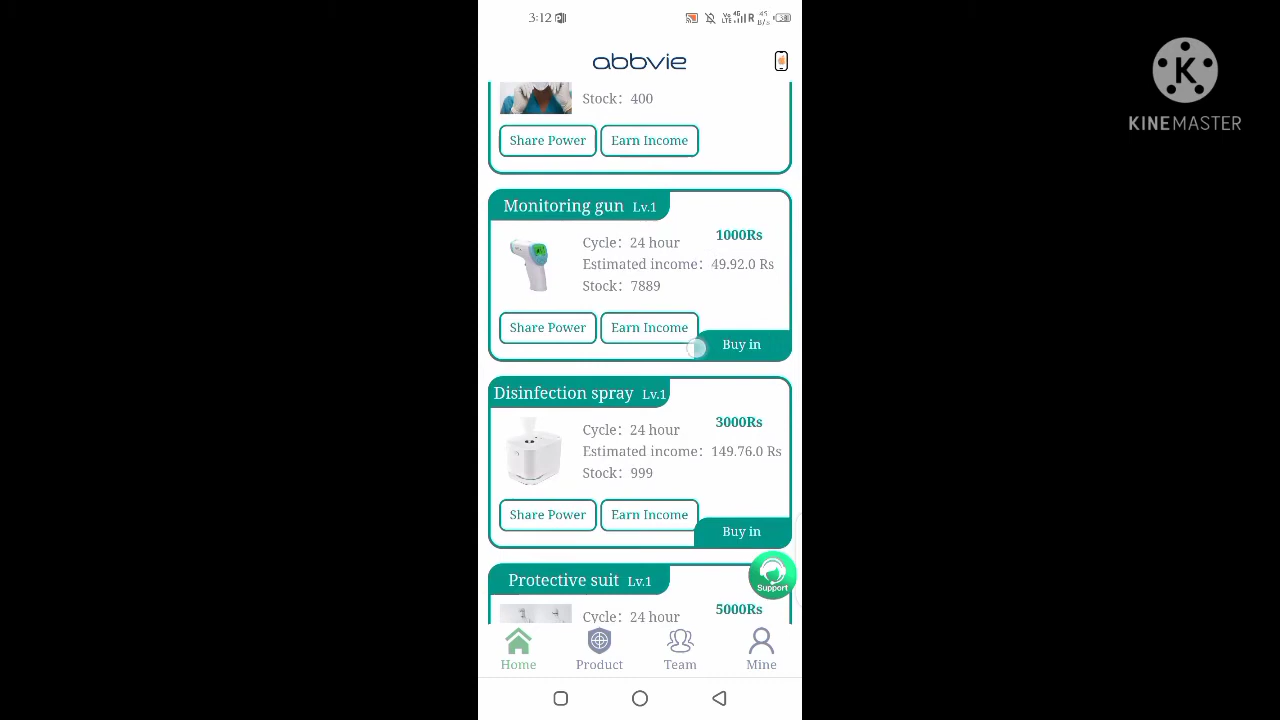 3:12
abbvie
Stock: 400
Share Power
Earn Income
Monitoring gun Lv.1
1000Rs
Cycle: 24 hour
Estimated income: 49.92.0 Rs
Stock: 7889
Share Power
Earn Income
Buy in
Disinfection spray Lv.1
3000Rs
Cycle: 24 hour
Estimated income: 149.76.0 Rs
Stock: 999
Share Power
Earn Income
Buy in
Support
Protective suit Lv.1
5000Rs
Cycle: 24 hour
Home
Product
Team
Mine
K
KINEMASTER